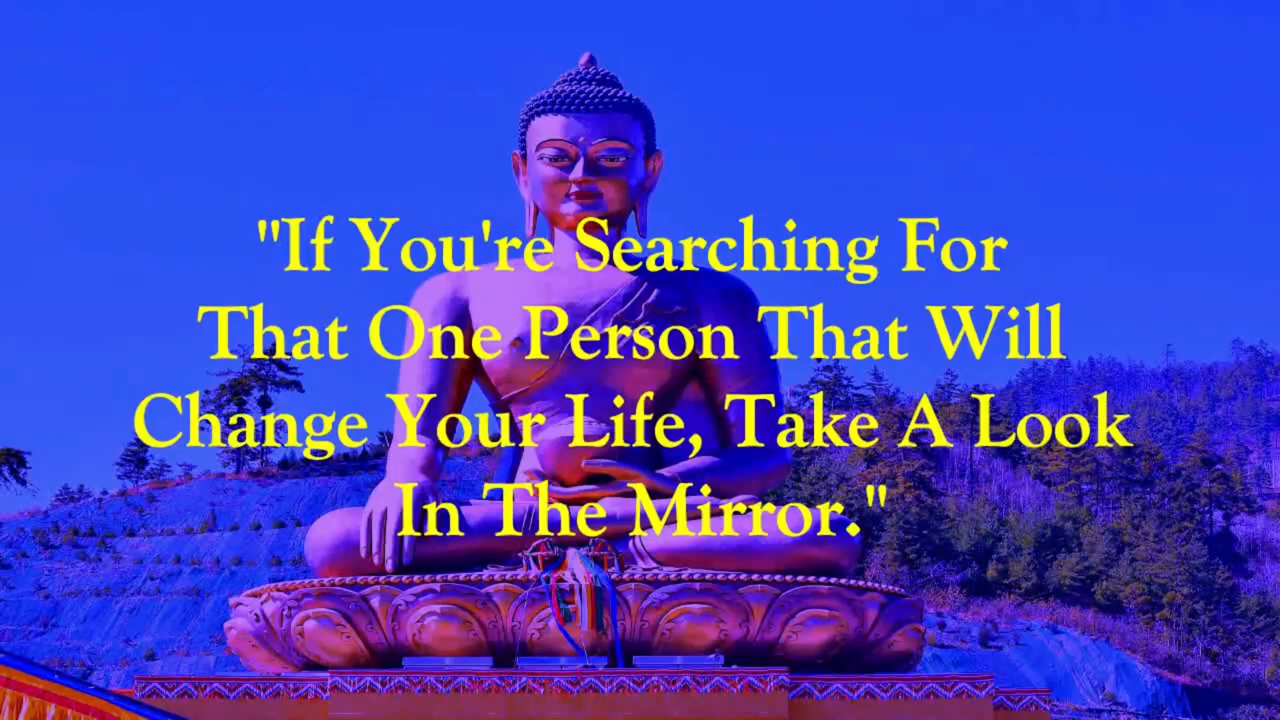 "If You're Searching For
That One Person That Will
Change Your Life, Take A Look
In The Mirror."